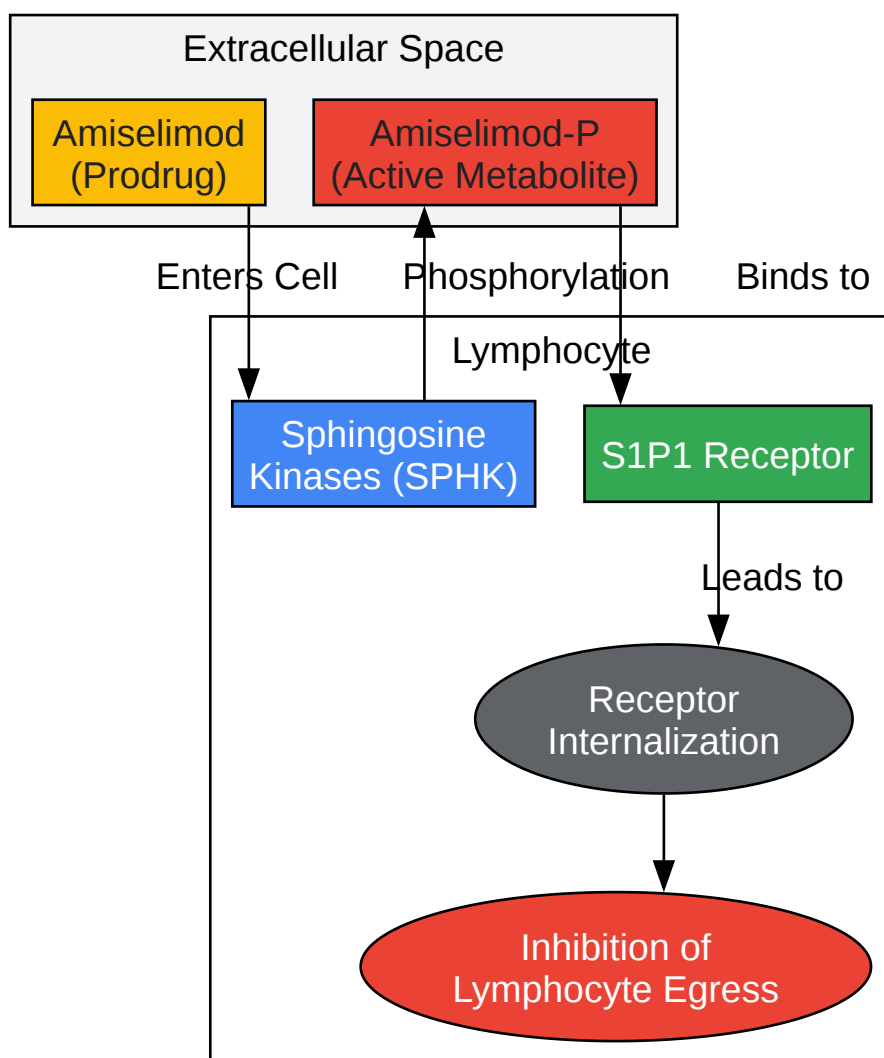 Extracellular Space
Amiselimod
(Prodrug)
Amiselimod-P
(Active Metabolite)
Enters Cell
Phosphorylation
Binds to
Lymphocyte
Sphingosine
Kinases (SPHK)
S1P1 Receptor
Leads to
Receptor
Internalization
Inhibition of
Lymphocyte Egress